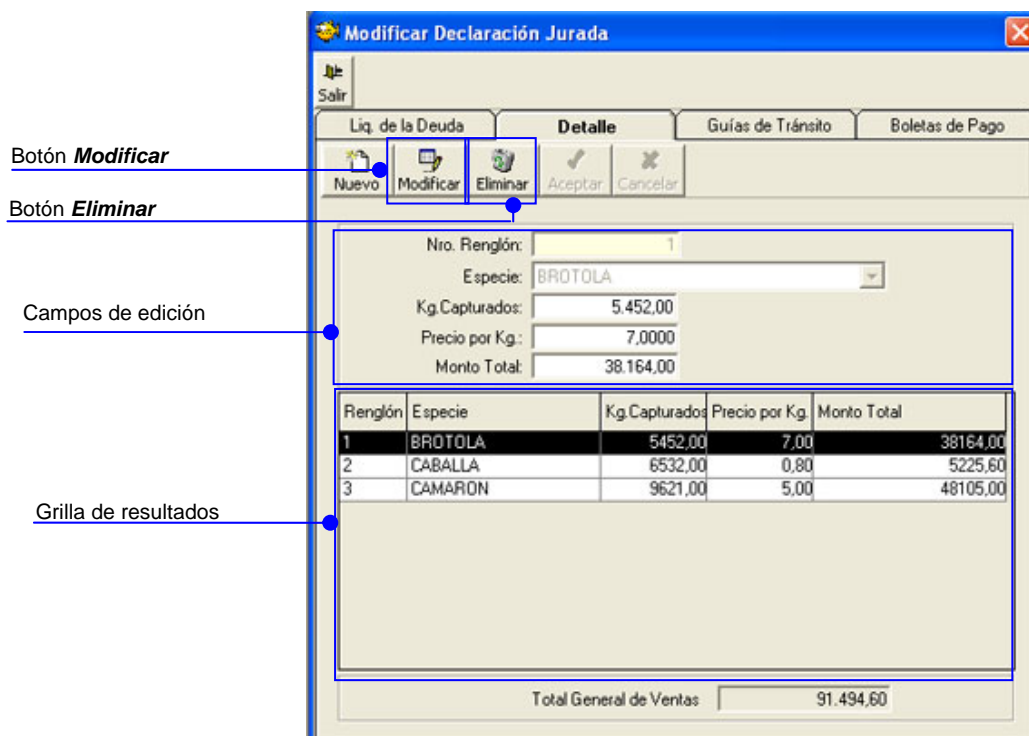 Modificar Declaración Jurada
Salir
Liq. de la Deuda Detalle Guías de Tránsito Boletas de Pago
Botón Modificar
Nuevo Modificar Eliminar Aceptar Cancelar
Botón Eliminar
Nro. Renglón: 1
Especie: BROTOLA
Campos de edición
Kg.Capturados: 5.452,00
Precio por Kg.: 7,0000
Monto Total: 38.164,00
Renglón Especie Kg.Capturados Precio por Kg. Monto Total
1 BROTOLA 5452,00 7,00 38164,00
2 CABALLA 6532,00 0,80 5225,60
3 CAMARON 9621,00 5,00 48105,00
Grilla de resultados
Total General de Ventas 91.494,60